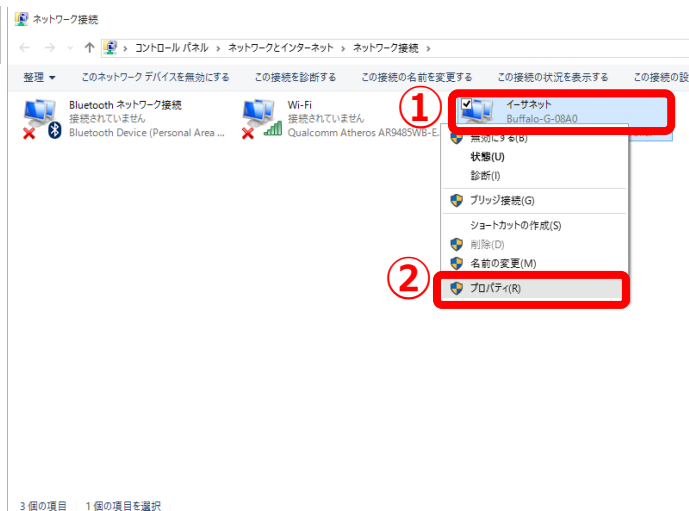 ネットワーク接続
コントロール パネル › ネットワークとインターネット › ネットワーク接続 ›
整理 このネットワーク デバイスを無効にする この接続を診断する この接続の名前を変更する この接続の状況を表示する この接続の設
Bluetooth ネットワーク接続
接続されていません
Bluetooth Device (Personal Area ...
Wi-Fi
接続されていません
Qualcomm Atheros AR9485WB-E
①
イーサネット
Buffalo-G-08A0
無効にする(B)
状態(U)
診断(I)
ブリッジ接続(G)
ショートカットの作成(S)
削除(D)
名前の変更(M)
②
プロパティ(R)
3 個の項目 1 個の項目を選択